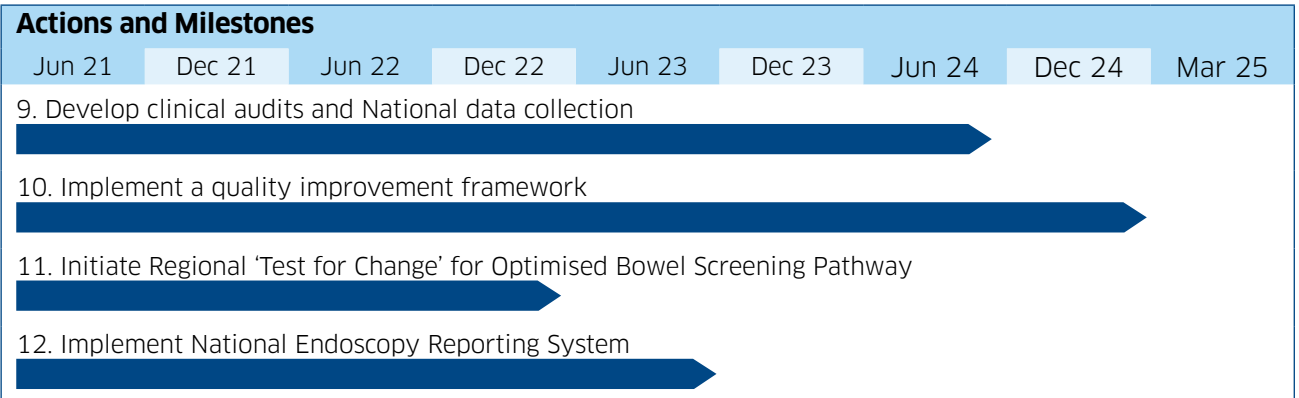 Actions and Milestones
Jun 21 Dec 21 Jun 22 Dec 22 Jun 23 Dec 23 Jun 24 Dec 24 Mar 25
9. Develop clinical audits and National data collection
10. Implement a quality improvement framework
11. Initiate Regional ‘Test for Change’ for Optimised Bowel Screening Pathway
12. Implement National Endoscopy Reporting System